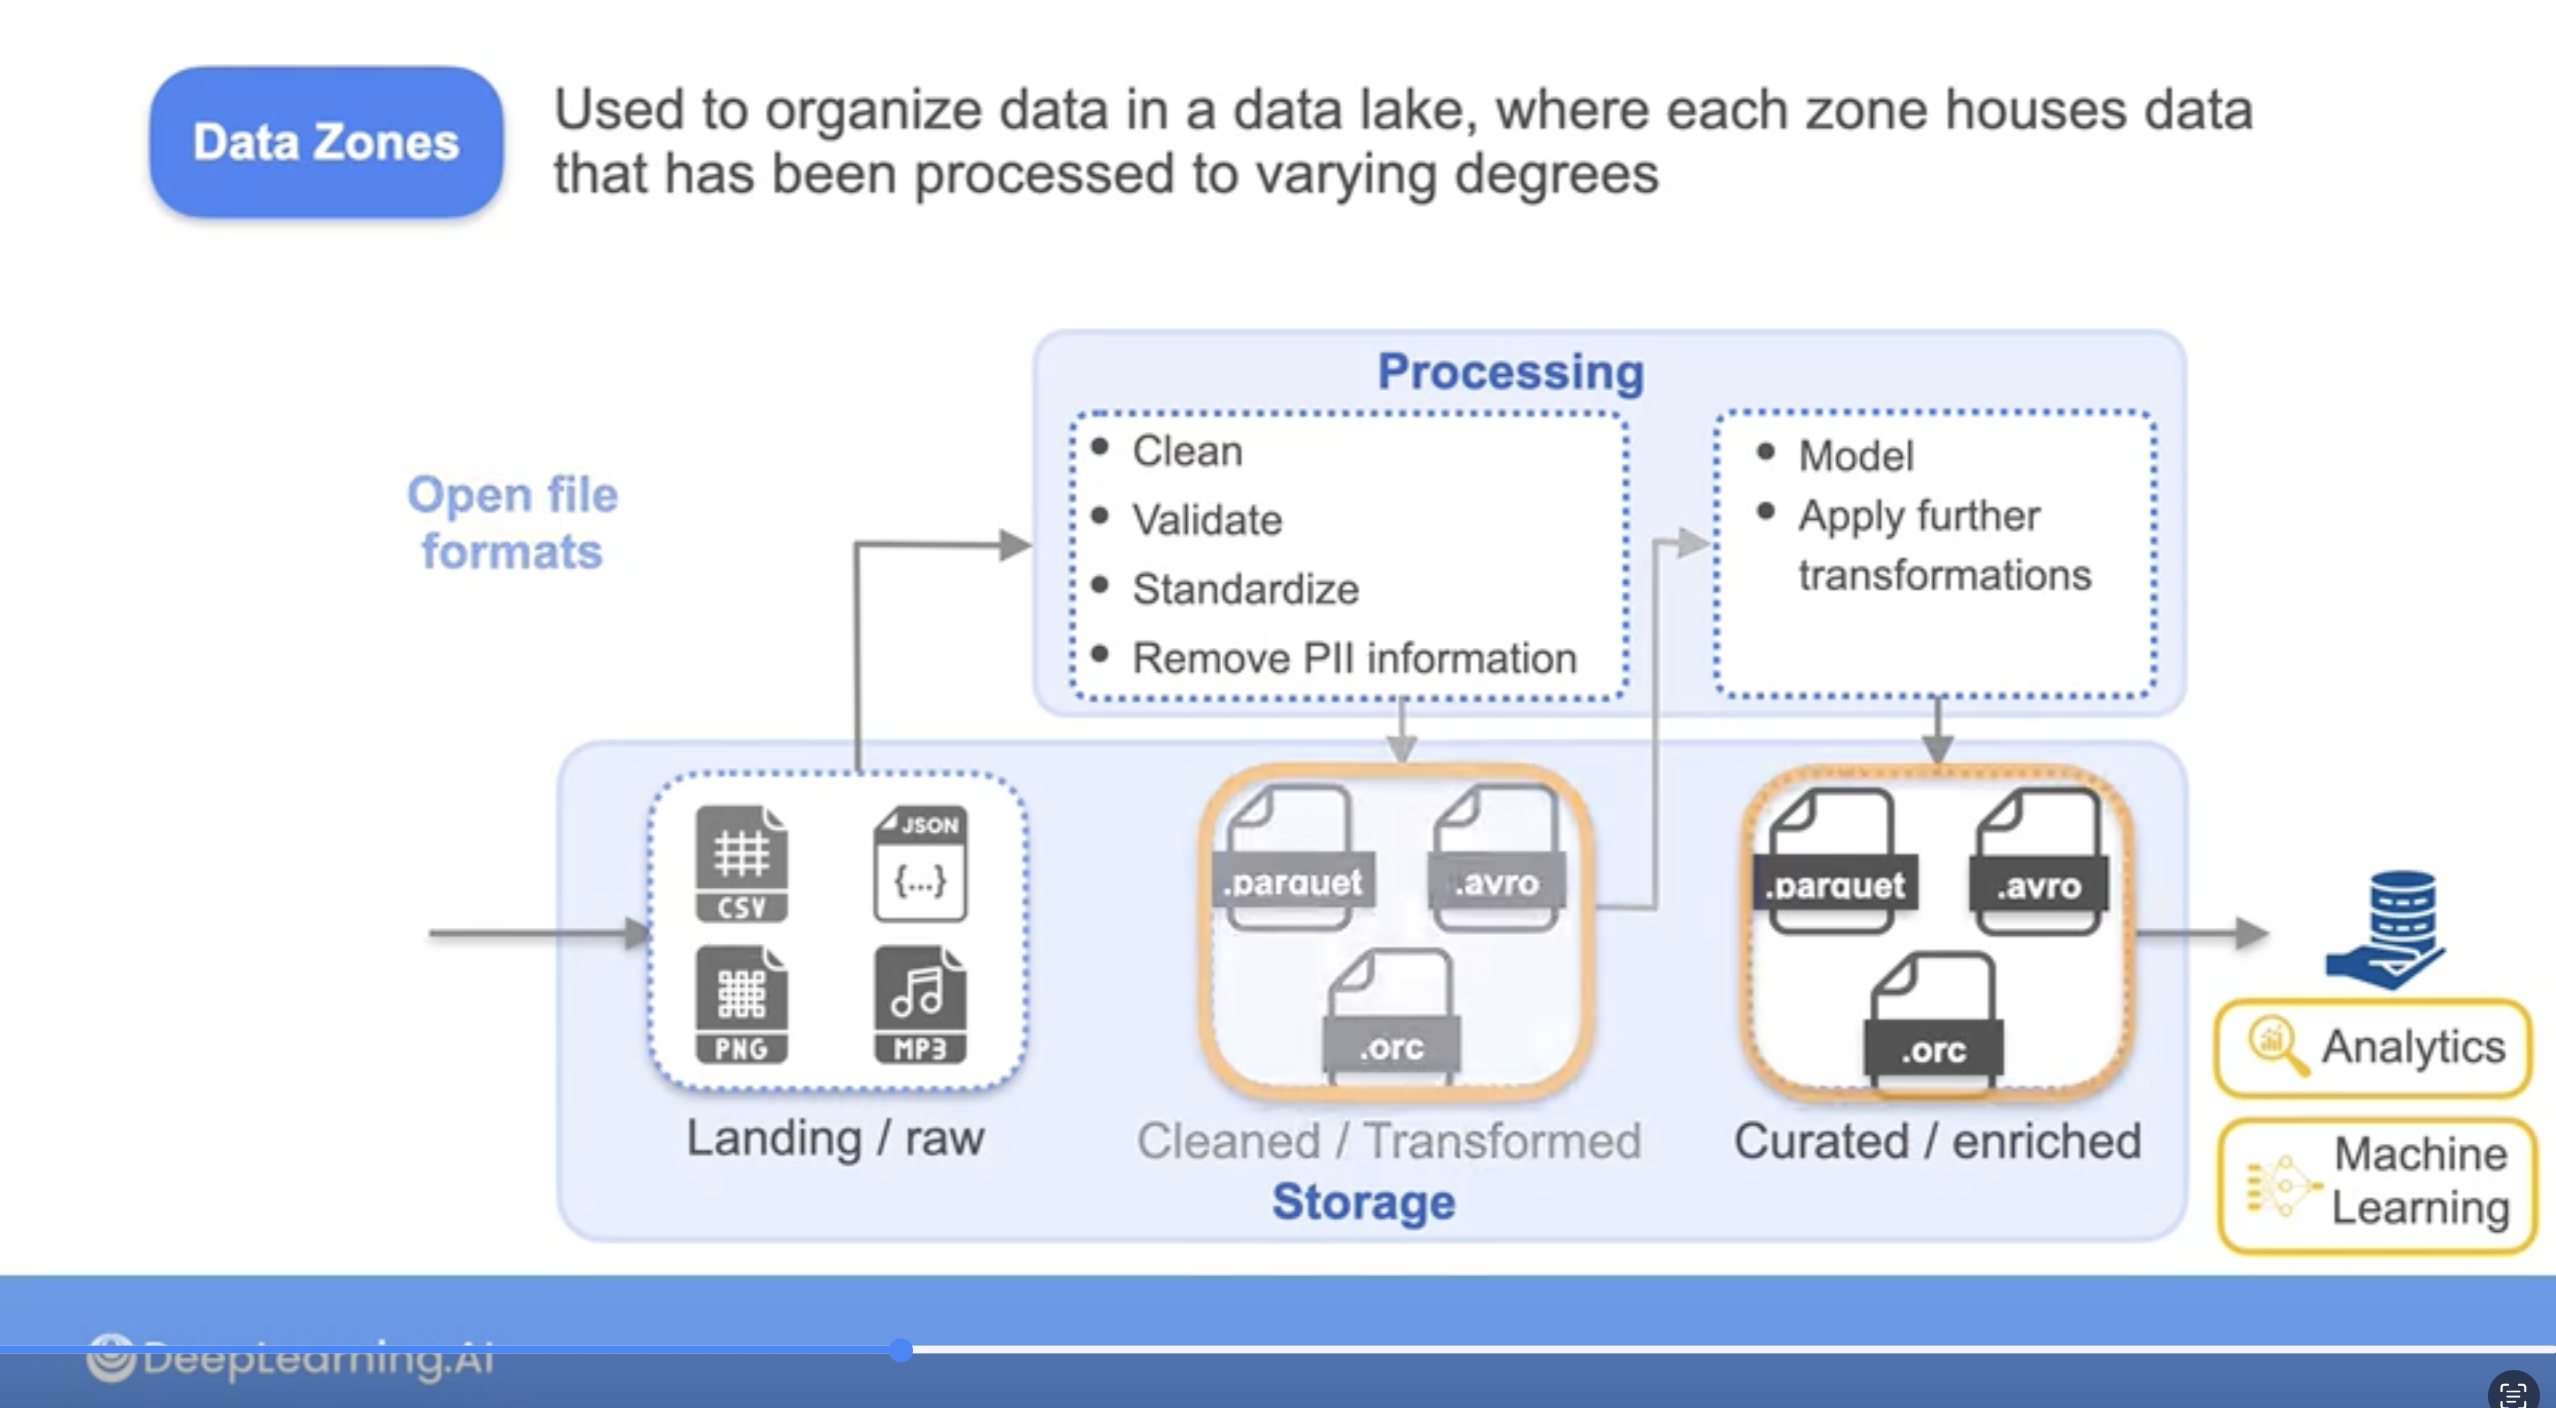 Data Zones
Used to organize data in a data lake, where each zone houses data
that has been processed to varying degrees
Open file
formats
Processing
Clean
Validate
Standardize
Remove PII information
Model
Apply further
transformations
CSV
JSON
{...}
PNG
MP3
Landing / raw
.parquet
.avro
.orc
Cleaned / Transformed
.parquet
.avro
.orc
Curated / enriched
Storage
Analytics
Machine
Learning
DeepLearning.AI